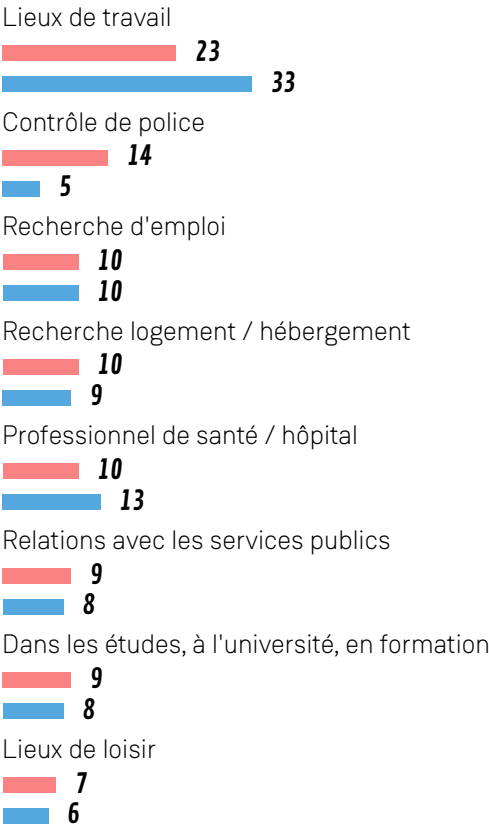 Lieux de travail
23
33
Contrôle de police
14
5
Recherche d'emploi
10
10
Recherche logement / hébergement
10
9
Professionnel de santé / hôpital
10
13
Relations avec les services publics
9
8
Dans les études, à l'université, en formation
9
8
Lieux de loisir
7
6